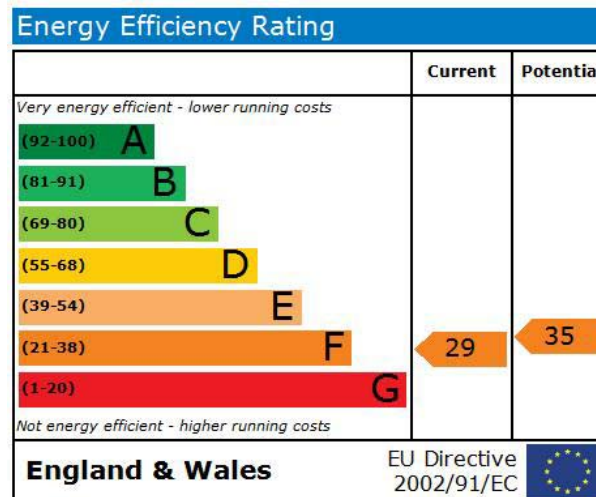 Energy Efficiency Rating
Current Potentia
Very energy efficient - lower running costs
(92-100) A
(81-91) B
(69-80) C
(55-68) D
(39-54) E
(21-38) F 29 35
(1-20) G
Not energy efficient - higher running costs
England & Wales
EU Directive
2002/91/EC